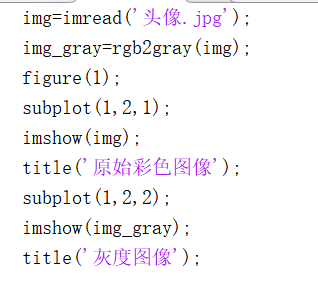 img=imread('头像.jpg');
img_gray=rgb2gray(img);
figure(1);
subplot(1,2,1);
imshow(img);
title('原始彩色图像');
subplot(1,2,2);
imshow(img_gray);
title('灰度图像');